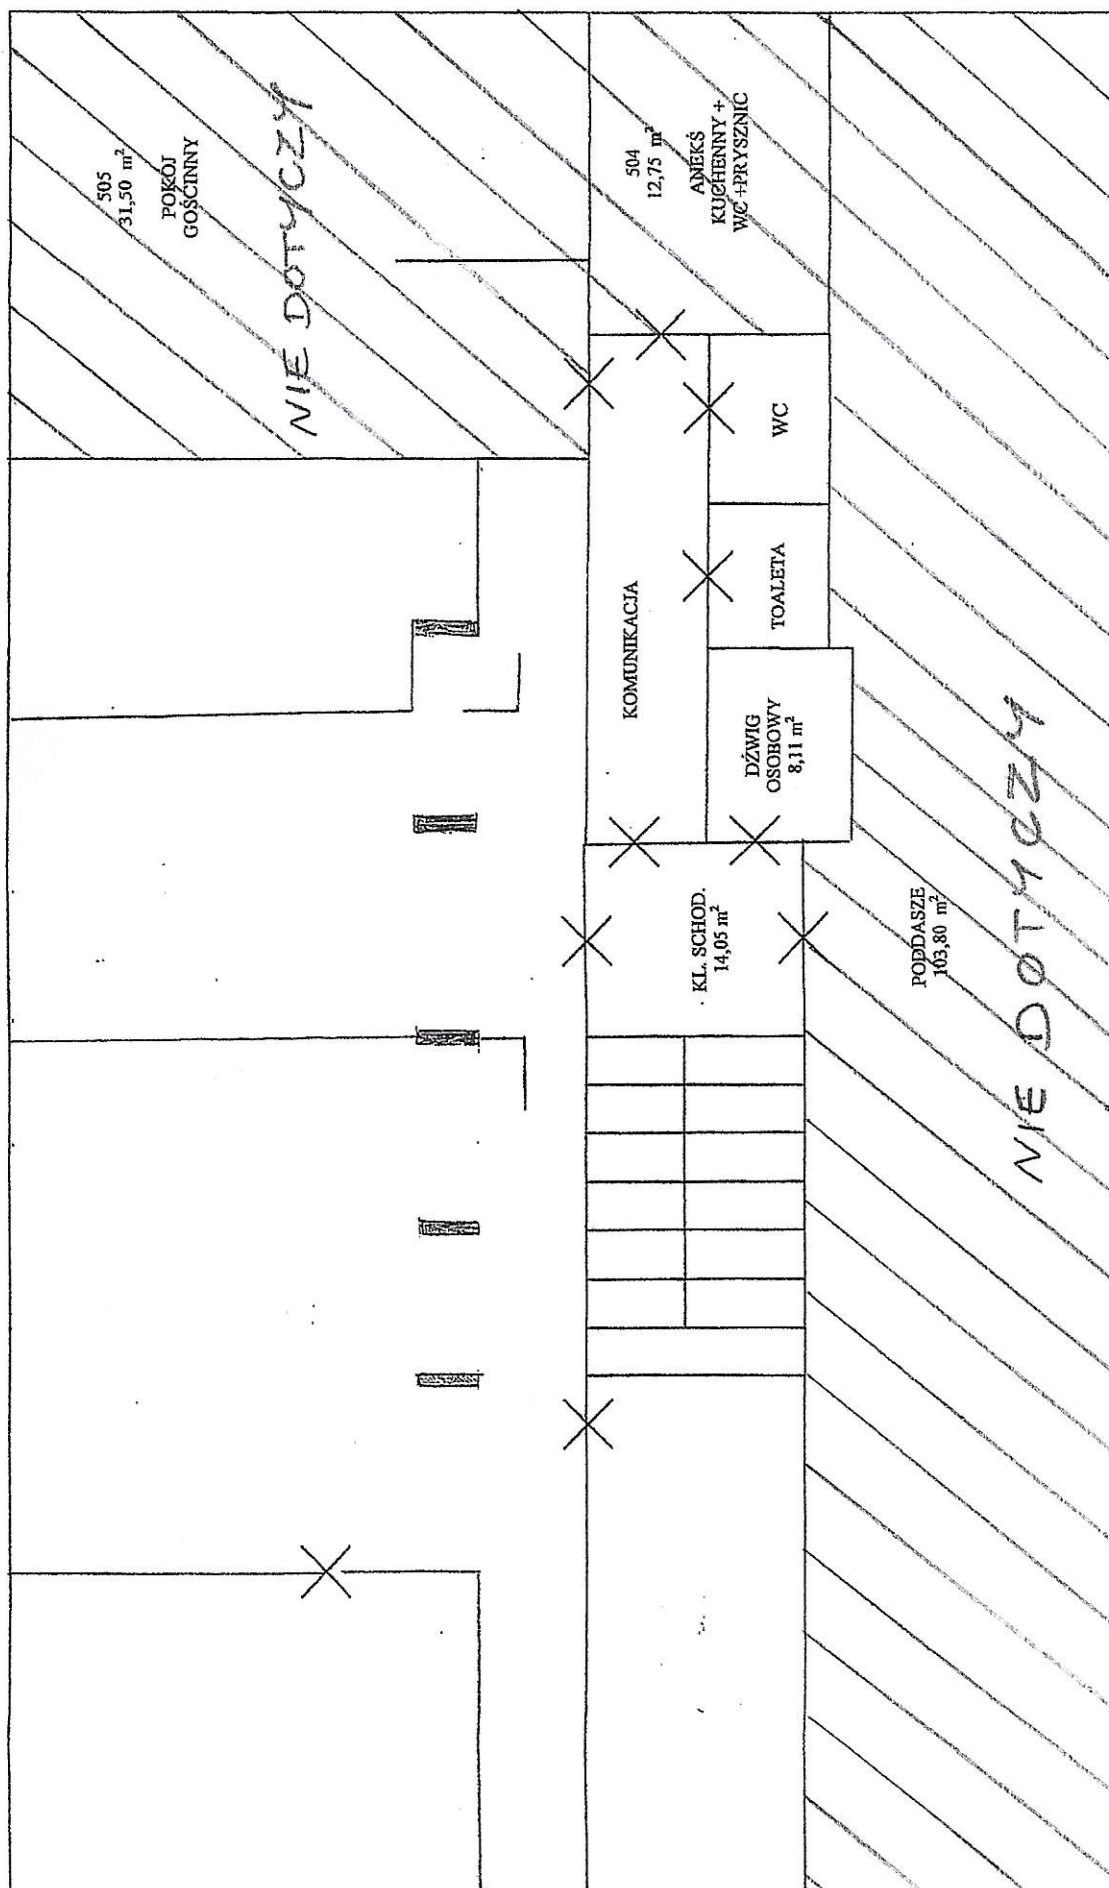 505
31,50 m²
POKÓJ
GOŚCINNY
NIE DOTYCZY
504
12,75 m²
ANEKS
KUCHENNY +
WC +PRYSZNIC
WC
TOALETA
KOMUNIKACJA
DŹWIG
OSOBOWY
8,11 m²
KL. SCHOD.
14,05 m²
PODDASZE
103,80 m²
NIE DOTYCZY